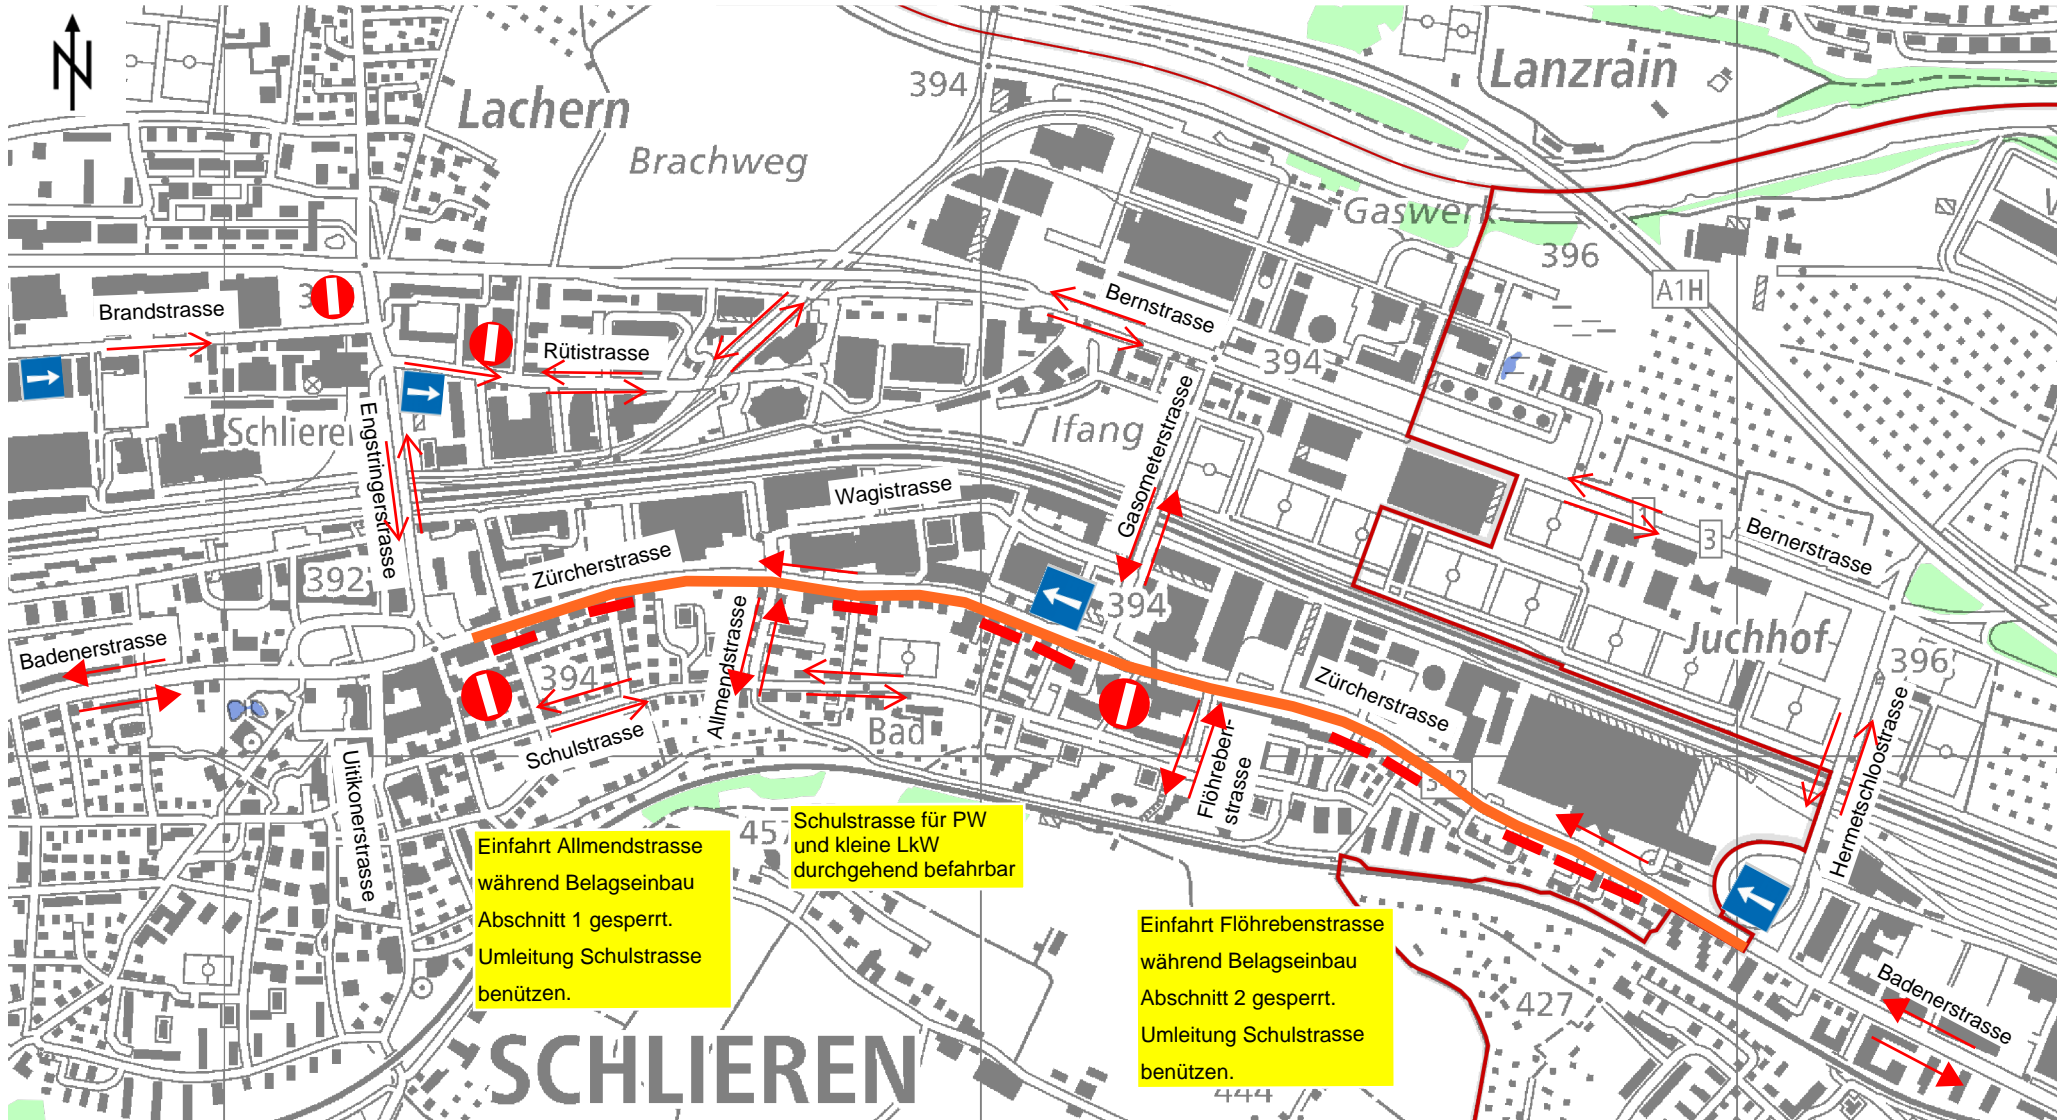 N
Lachern
394
Lanzrain
Brachweg
Gaswerk
396
A1H
Brandstrasse
Bernstrasse
Rütistrasse
394
Engstringerstrasse
Gasometerstrasse
Ifang
Wagistrasse
3
Bernerstrasse
Zürcherstrasse
392
394
Allmendstrasse
Badenerstrasse
394
Juchhof
396
Zürcherstrasse
Schulstrasse
Bad
Flöhreben-
strasse
Uitikonerstrasse
Hermetschloostrasse
Einfahrt Allmendstrasse
während Belagseinbau
Abschnitt 1 gesperrt.
Umleitung Schulstrasse
benützen.
Schulstrasse für PW
und kleine LkW
durchgehend befahrbar
Einfahrt Flöhrebenstrasse
während Belagseinbau
Abschnitt 2 gesperrt.
Umleitung Schulstrasse
benützen.
427
Badenerstrasse
SCHLIEREN
444